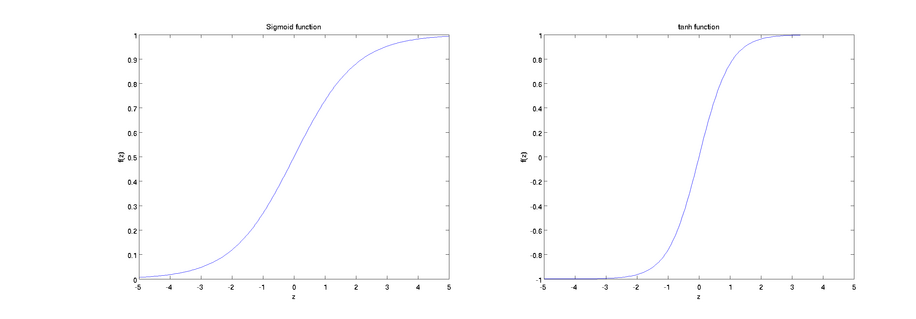 Sigmoid function
1
0.9
0.8
0.7
0.6
0.5
0.4
0.3
0.2
0.1
0
f(z)
-5 -4 -3 -2 -1 0 1 2 3 4 5
z
tanh function
1
0.8
0.6
0.4
0.2
0
-0.2
-0.4
-0.6
-0.8
-1
f(z)
-5 -4 -3 -2 -1 0 1 2 3 4 5
z